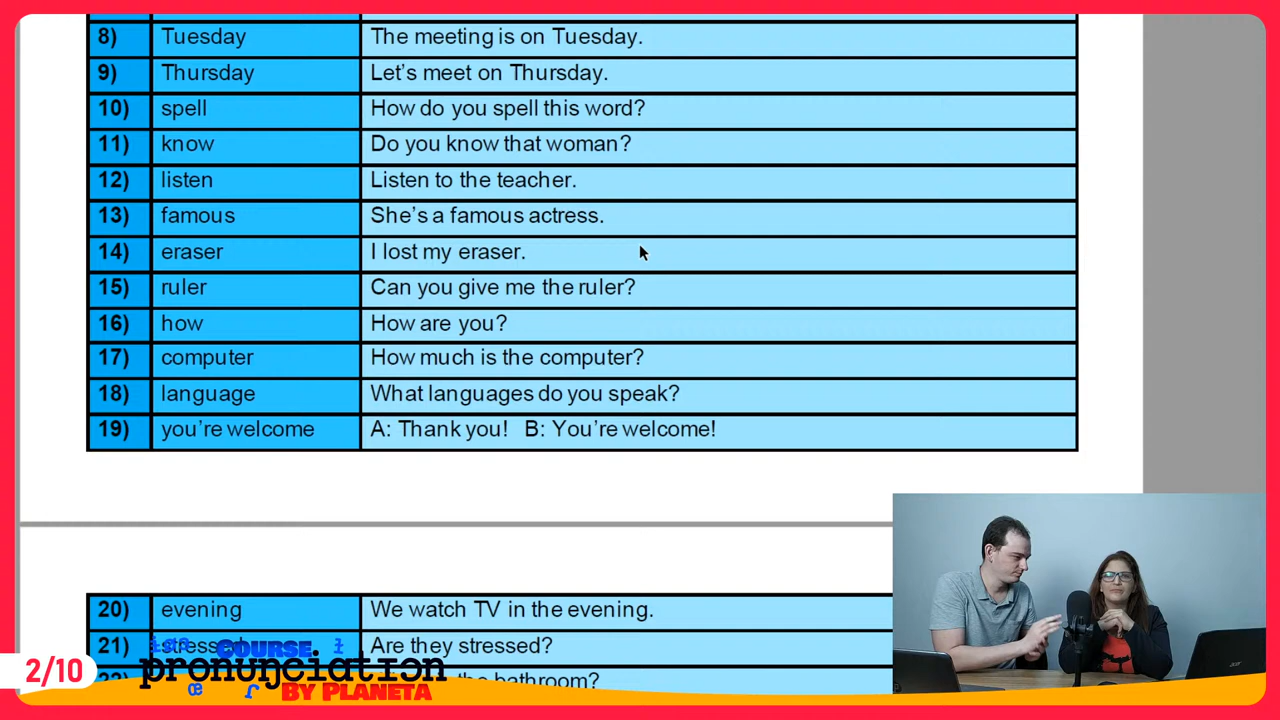 8) Tuesday The meeting is on Tuesday.
9) Thursday Let's meet on Thursday.
10) spell How do you spell this word?
11) know Do you know that woman?
12) listen Listen to the teacher.
13) famous She's a famous actress.
14) eraser I lost my eraser.
15) ruler Can you give me the ruler?
16) how How are you?
17) computer How much is the computer?
18) language What languages do you speak?
19) you're welcome A: Thank you! B: You're welcome!
20) evening We watch TV in the evening.
21) stressed Are they stressed?
the bathroom?
COURSE
pronunciation
BY PLANETA
2/10
acer